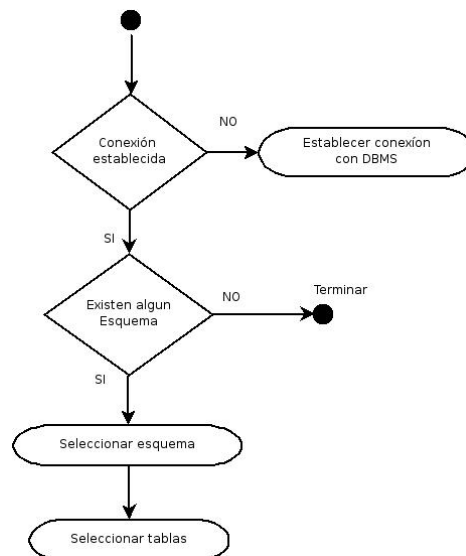 Conexión
establecida
NO
Establecer conexíon
con DBMS
SI
Existen algun
Esquema
NO
Terminar
SI
Seleccionar esquema
Seleccionar tablas